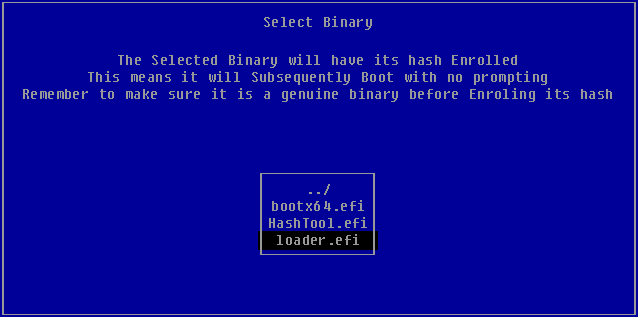 Select Binary
The Selected Binary will have its hash Enrolled
This means it will Subsequently Boot with no prompting
Remember to make sure it is a genuine binary before Enroling its hash
../
bootx64.efi
HashTool.efi
loader.efi